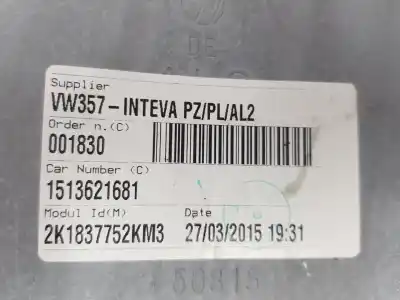 DE
Supplier
VW357-INTEVA PZ/PL/AL2
Order n.(C)
001830
Car Number (C)
1513621681
Modul Id(M) Date
2K1837752KM3 27/03/2015 19:31